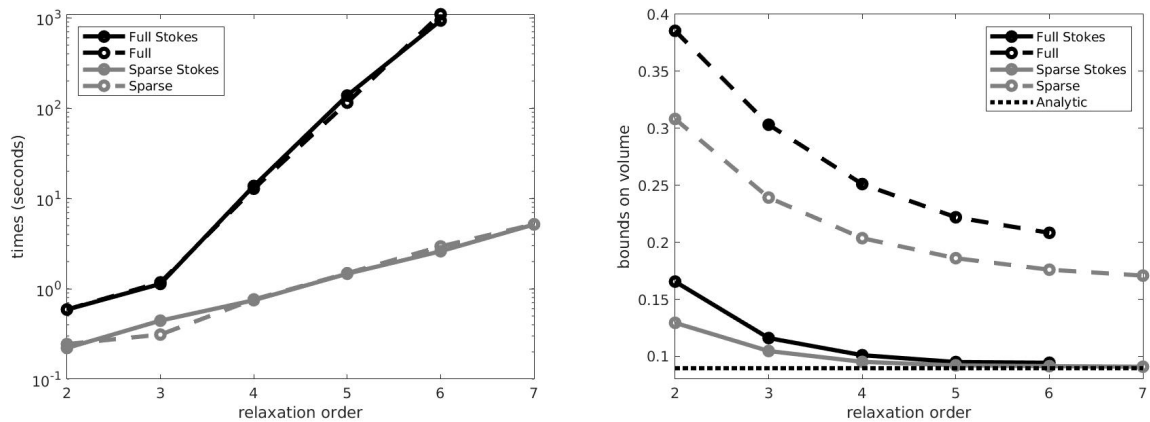 10^3
10^2
10^1
10^0
10^-1
times (seconds)
2 3 4 5 6 7
relaxation order
Full Stokes
Full
Sparse Stokes
Sparse
0.4
0.35
0.3
0.25
0.2
0.15
0.1
bounds on volume
2 3 4 5 6 7
relaxation order
Full Stokes
Full
Sparse Stokes
Sparse
Analytic